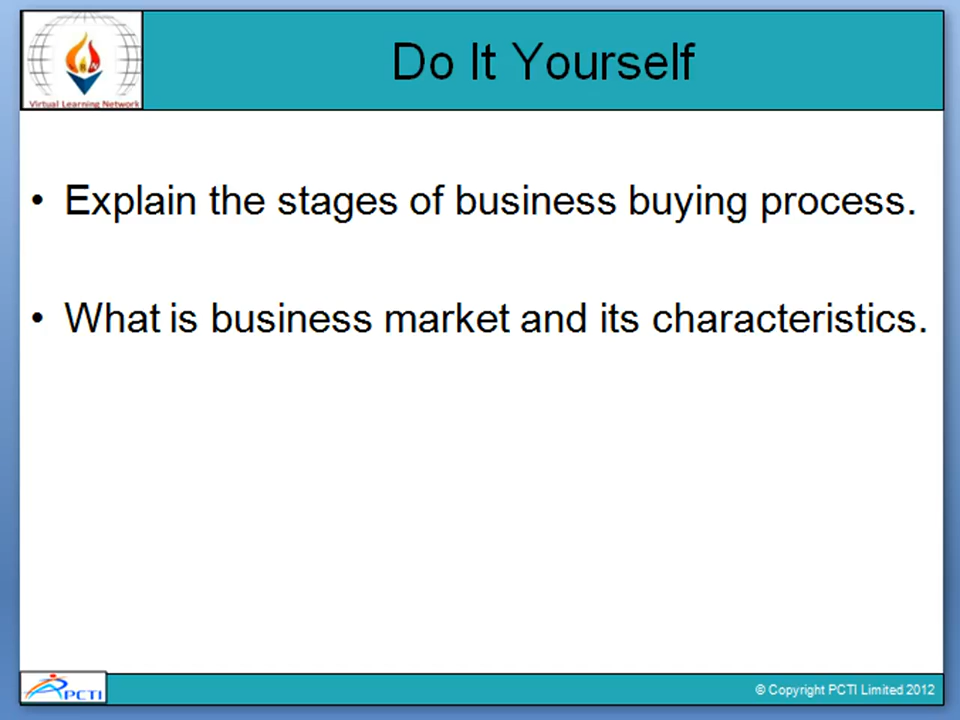 Do It Yourself
Virtual Learning Network
• Explain the stages of business buying process.
• What is business market and its characteristics.
PCTI
© Copyright PCTI Limited 2012